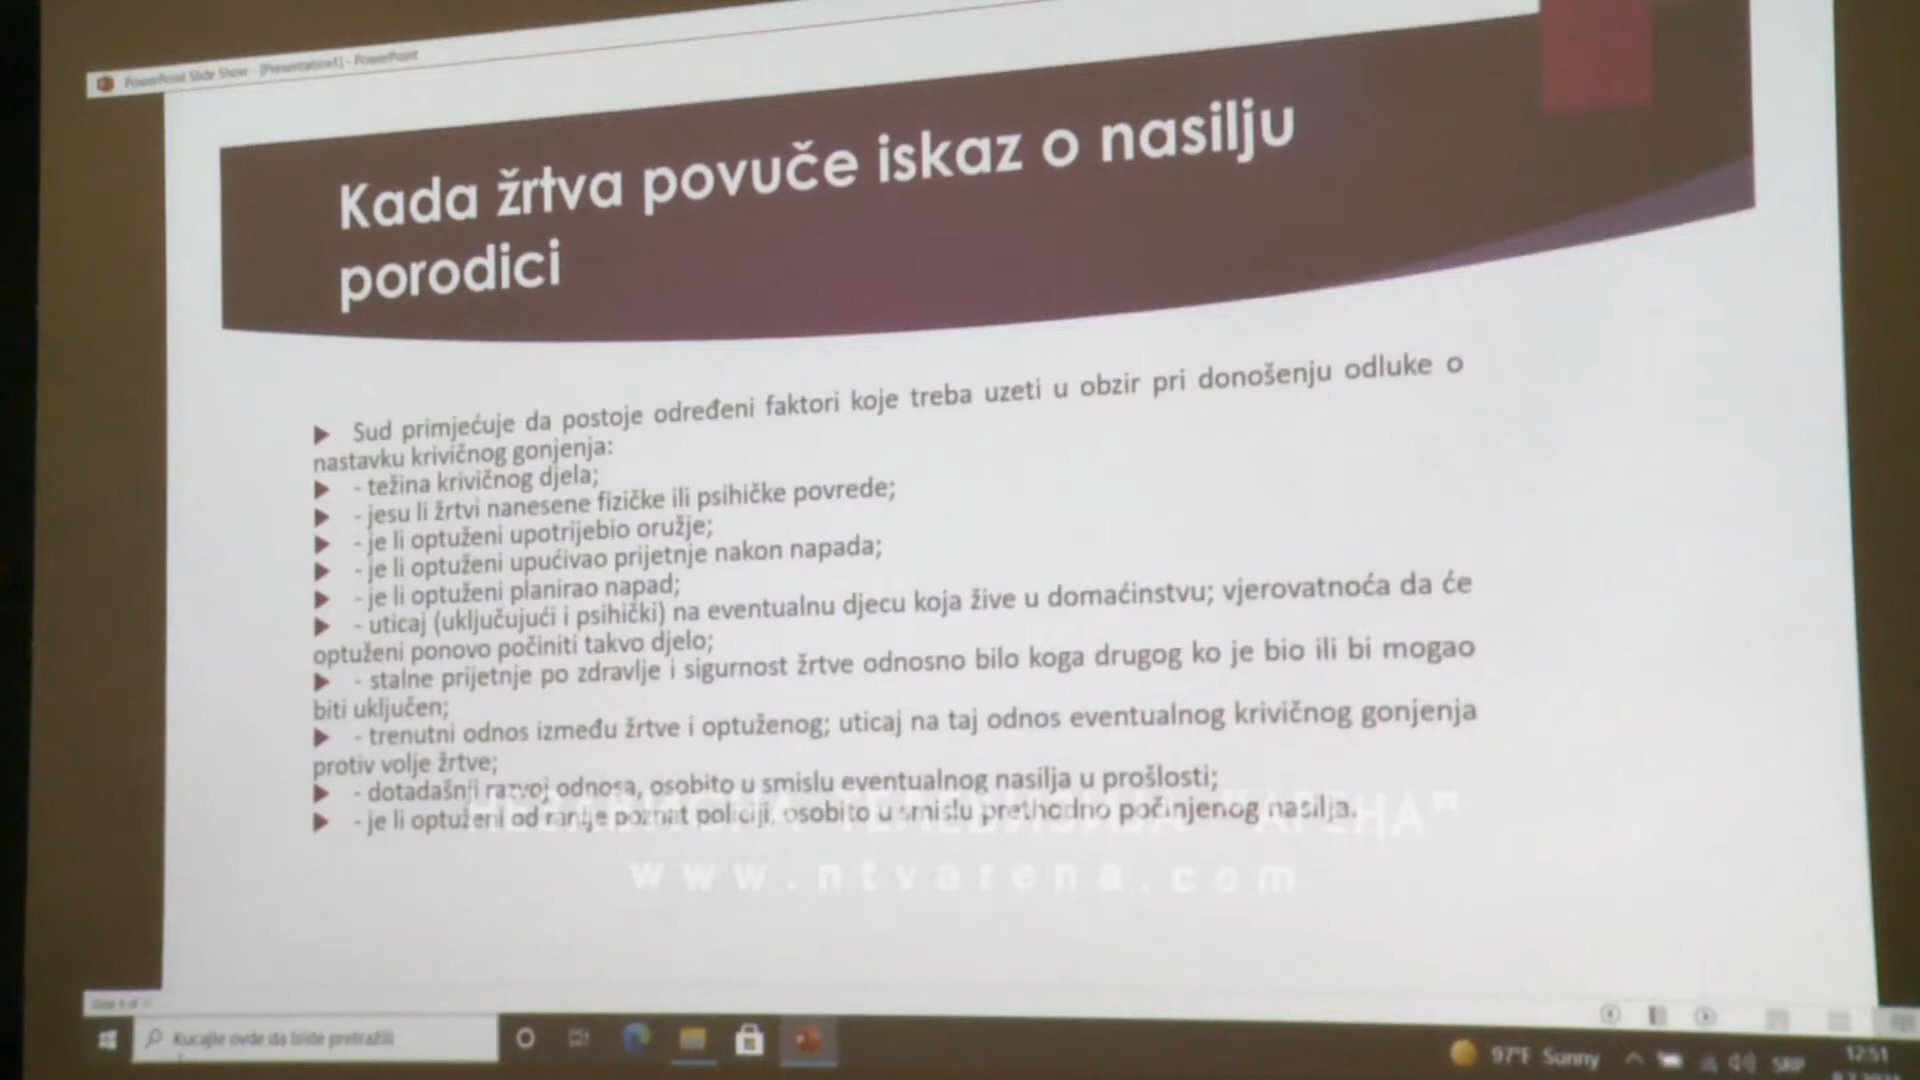 PowerPoint Slide Show - [Presentation1] - PowerPoint
Kada žrtva povuče iskaz o nasilju
porodici
Sud primjećuje da postoje određeni faktori koje treba uzeti u obzir pri donošenju odluke o
nastavku krivičnog gonjenja:
- težina krivičnog djela;
- jesu li žrtvi nanesene fizičke ili psihičke povrede;
- je li optuženi upotrijebio oružje;
- je li optuženi upućivao prijetnje nakon napada;
- je li optuženi planirao napad;
- uticaj (uključujući i psihički) na eventualnu djecu koja žive u domaćinstvu; vjerovatnoća da će
optuženi ponovo počiniti takvo djelo;
- stalne prijetnje po zdravlje i sigurnost žrtve odnosno bilo koga drugog ko je bio ili bi mogao
biti uključen;
- trenutni odnos između žrtve i optuženog; uticaj na taj odnos eventualnog krivičnog gonjenja
protiv volje žrtve;
- dotadašnji razvoj odnosa, osobito u smislu eventualnog nasilja u prošlosti;
- je li optuženi od ranije poznat policiji, osobito u smislu prethodno počinjenog nasilja.
НЕЗАВИСНА ТЕЛЕВИЗИЈА "АРЕНА"
www.ntvarena.com
Kucajte ovde da biste pretražili
97°F Sunny
SRP
12:51